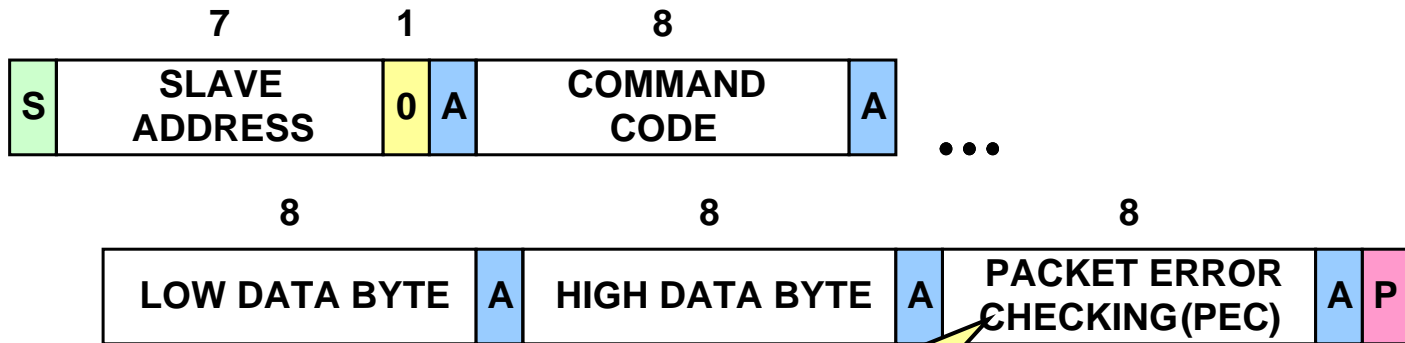 7 1 8
S SLAVE ADDRESS 0 A COMMAND CODE A ...
8 8 8
LOW DATA BYTE A HIGH DATA BYTE A PACKET ERROR CHECKING(PEC) A P